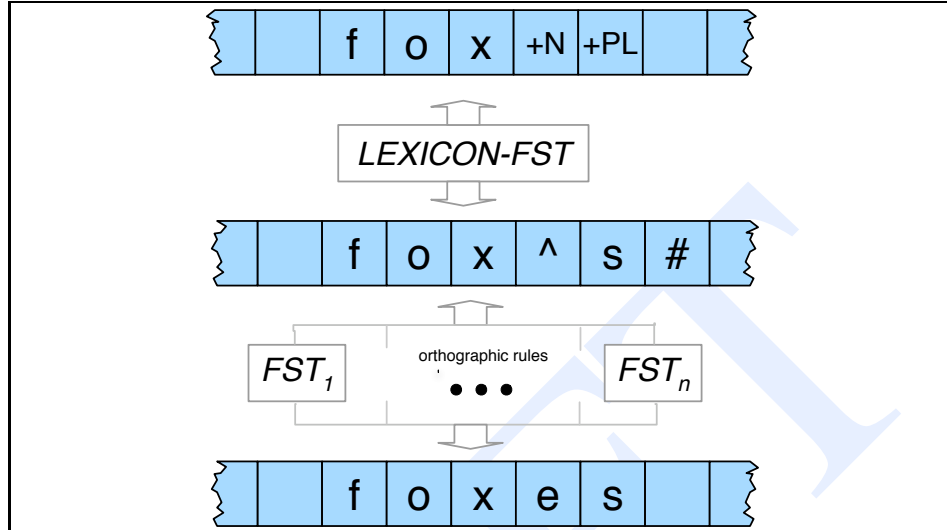 f o x +N +PL
LEXICON-FST
f o x ^ s #
orthographic rules
FST1 ... FSTn
f o x e s